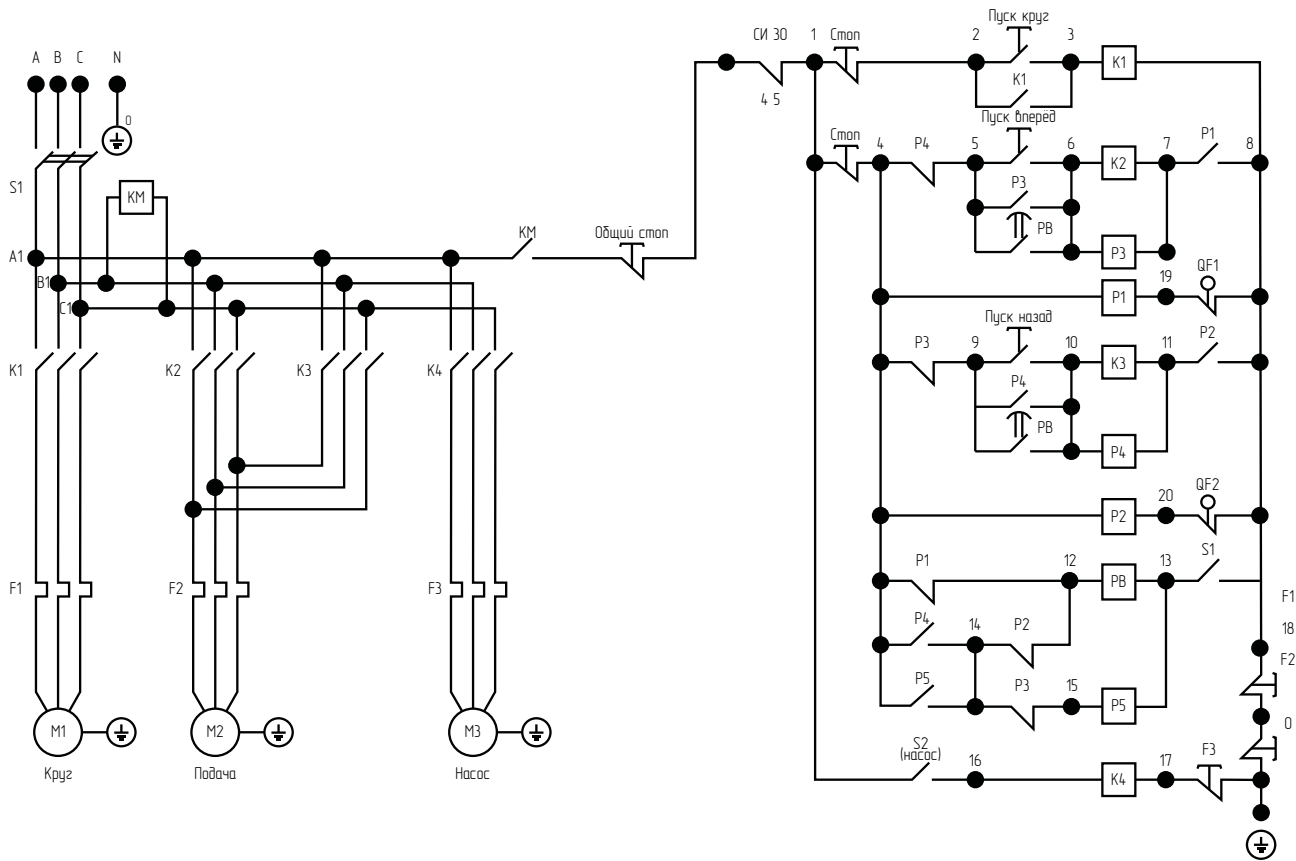 Пуск круг
СИ 30 1 Стоп 2 3
A B C N
K1
K1
4 5
0
Пуск вперёд
Стоп 4 P4 5 6 7 P1 8
K2
S1
KM
P3
PB
KM Общий стоп
A1
P3
B1
19 QF1
C1
P1
Пуск назад
P3 9 10 11 P2
K1 K2 K3 K4
K3
P4
PB
P4
20 QF2
P2
S1
P1 12 13
PB
F1 F2 F3
F1
18
P4 14 P2
F2
P5 P3 15
P5
0
M1 M2 M3
S2
(насос)
16 17 F3
K4
Круг Подача Насос